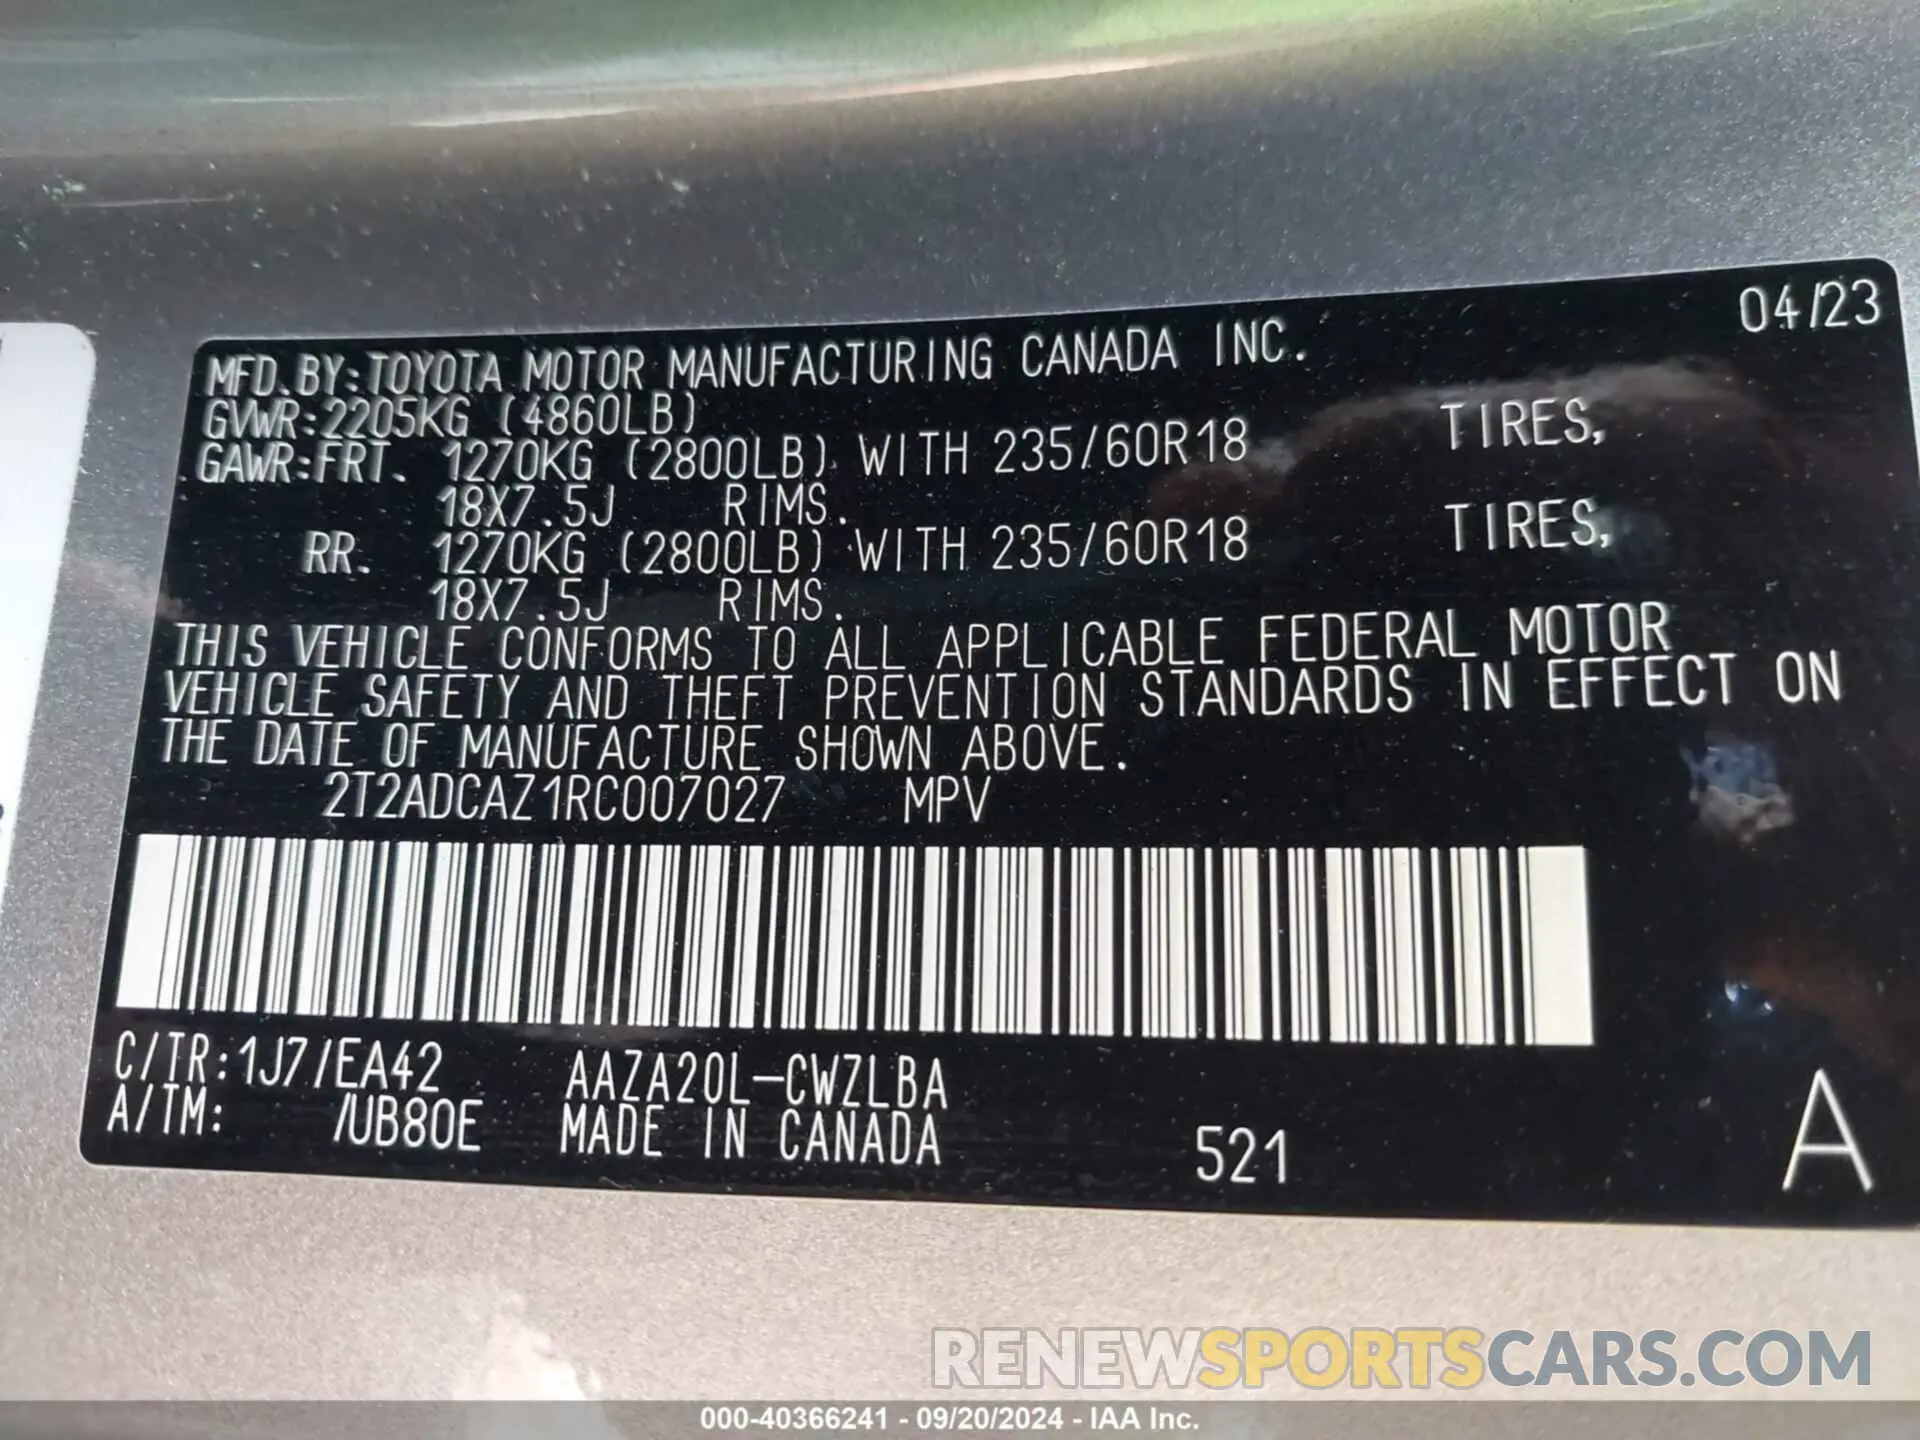 04/23
MFD.BY:TOYOTA MOTOR MANUFACTURING CANADA INC.
GVWR:2205KG (4860LB)
GAWR:FRT. 1270KG (2800LB) WITH 235/60R18 TIRES,
18X7.5J RIMS.
RR. 1270KG (2800LB) WITH 235/60R18 TIRES,
18X7.5J RIMS.
THIS VEHICLE CONFORMS TO ALL APPLICABLE FEDERAL MOTOR
VEHICLE SAFETY AND THEFT PREVENTION STANDARDS IN EFFECT ON
THE DATE OF MANUFACTURE SHOWN ABOVE.
2T2ADCAZ1RC007027 MPV
C/TR:1J7/EA42 AAZA20L-CWZLBA
A/TM: /UB80E MADE IN CANADA 521 A
RENEWSPORTSCARS.COM
000-40366241 - 09/20/2024 - IAA Inc.